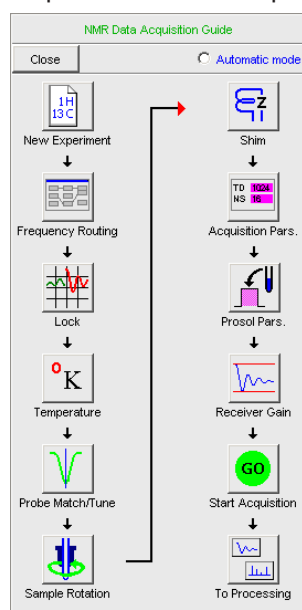 NMR Data Acquisition Guide
Close
Automatic mode
1H
13C
New Experiment
Frequency Routing
Lock
°K
Temperature
Probe Match/Tune
Sample Rotation
Z
Shim
TD 1024
NS 16
Acquisition Pars.
Prosol Pars.
Receiver Gain
GO
Start Acquisition
To Processing